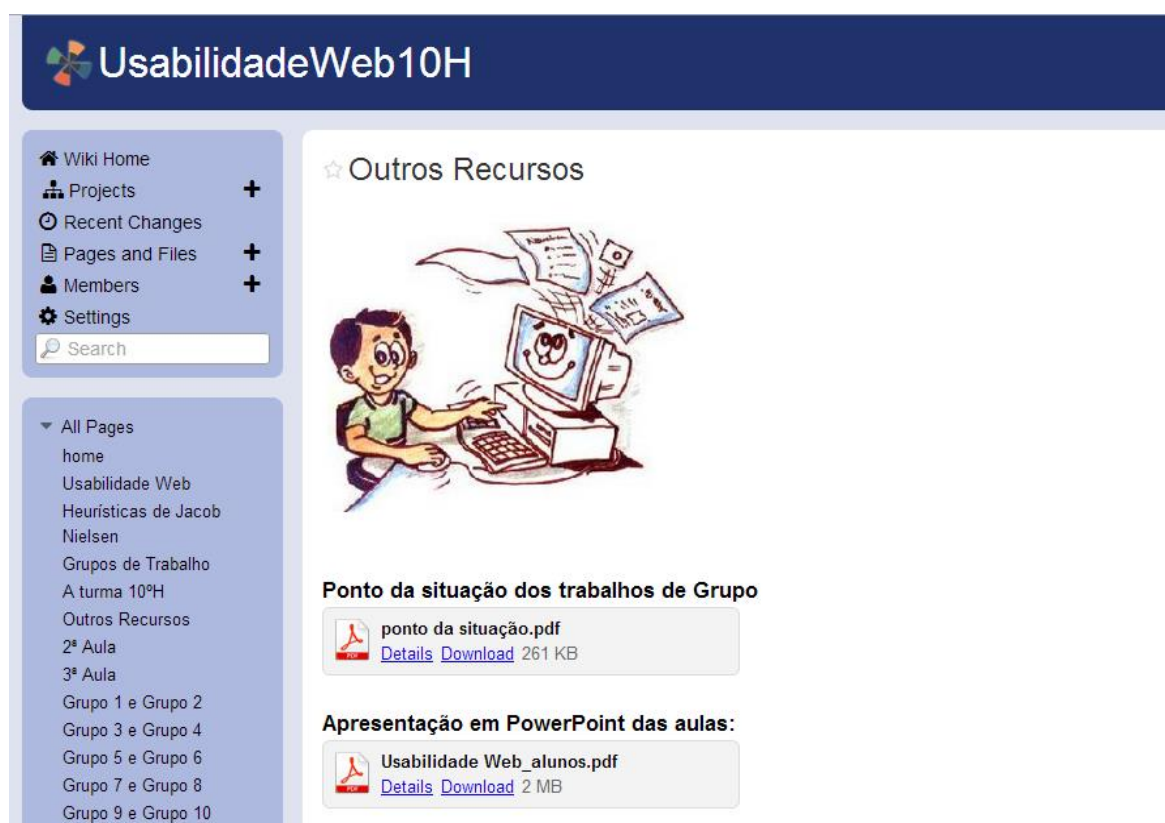 UsabilidadeWeb10H
Wiki Home
Projects
Recent Changes
Pages and Files
Members
Settings
Search
All Pages
home
Usabilidade Web
Heurísticas de Jacob
Nielsen
Grupos de Trabalho
A turma 10ºH
Outros Recursos
2ª Aula
3ª Aula
Grupo 1 e Grupo 2
Grupo 3 e Grupo 4
Grupo 5 e Grupo 6
Grupo 7 e Grupo 8
Grupo 9 e Grupo 10
Outros Recursos
Ponto da situação dos trabalhos de Grupo
ponto da situação.pdf
Details Download 261 KB
Apresentação em PowerPoint das aulas:
Usabilidade Web_alunos.pdf
Details Download 2 MB